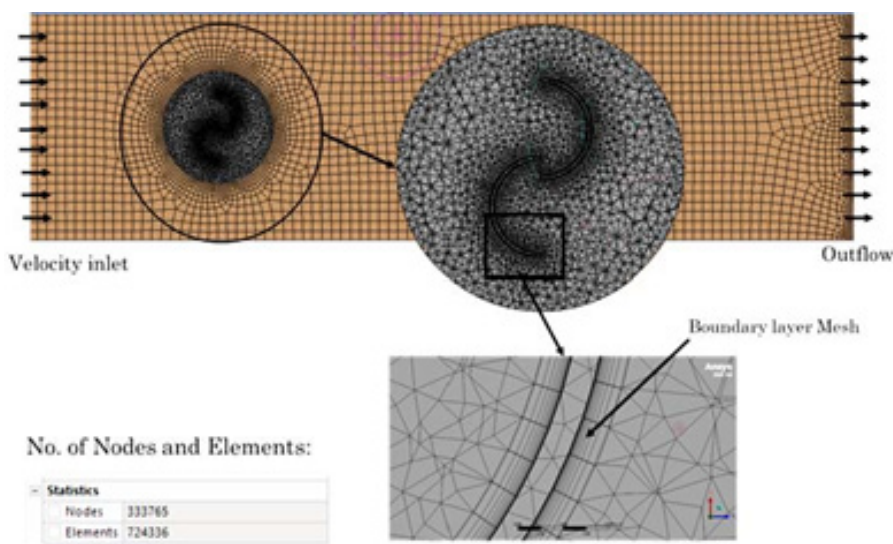 Velocity inlet
Outflow
Boundary layer Mesh
No. of Nodes and Elements:
Statistics
Nodes 333765
Elements 724336